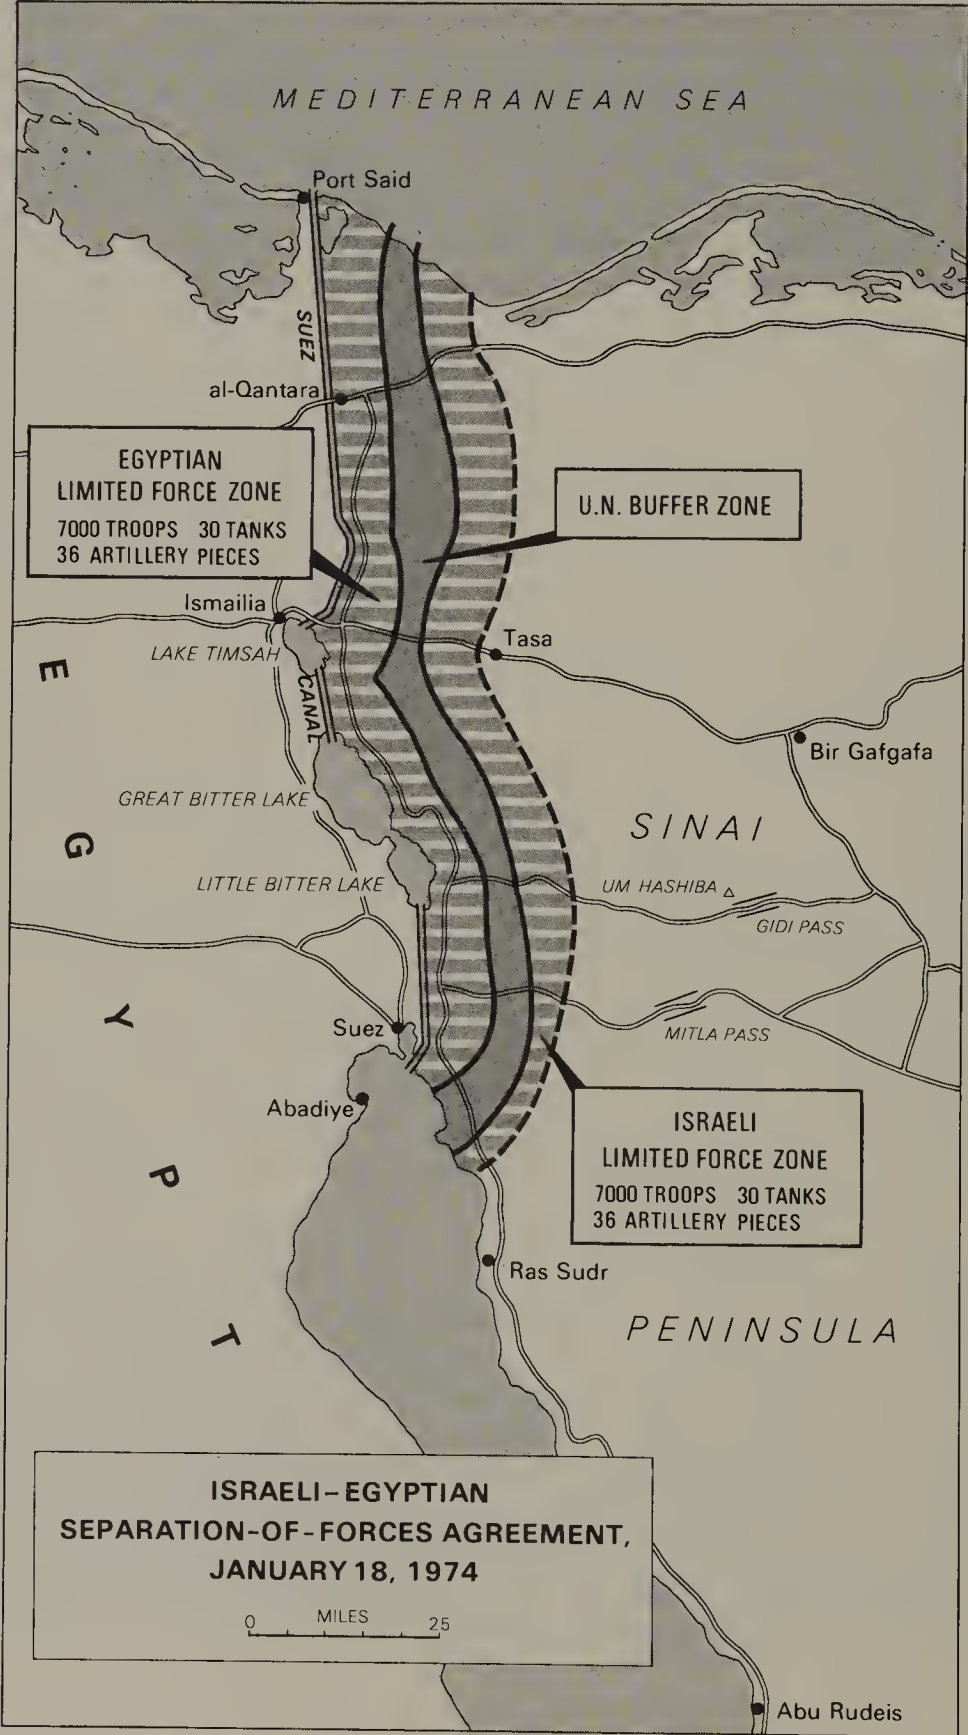 MEDITERRANEAN SEA
Port Said
SUEZ
al-Qantara
EGYPTIAN
LIMITED FORCE ZONE
7000 TROOPS 30 TANKS
36 ARTILLERY PIECES
U.N. BUFFER ZONE
Ismailia
Tasa
LAKE TIMSAH
CANAL
Bir Gafgafa
GREAT BITTER LAKE
SINAI
LITTLE BITTER LAKE
UM HASHIBA
GIDI PASS
Suez
MITLA PASS
Abadiye
EGYPT
ISRAELI
LIMITED FORCE ZONE
7000 TROOPS 30 TANKS
36 ARTILLERY PIECES
Ras Sudr
PENINSULA
ISRAELI-EGYPTIAN
SEPARATION-OF-FORCES AGREEMENT,
JANUARY 18, 1974
0 MILES 25
Abu Rudeis